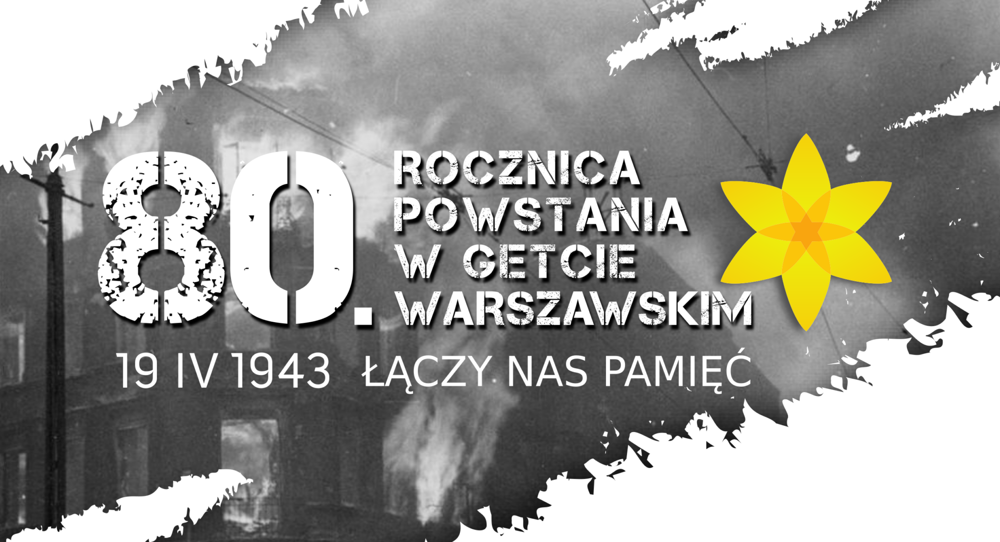 80.
ROCZNICA
POWSTANIA
W GETCIE
WARSZAWSKIM
19 IV 1943 ŁĄCZY NAS PAMIĘĆ